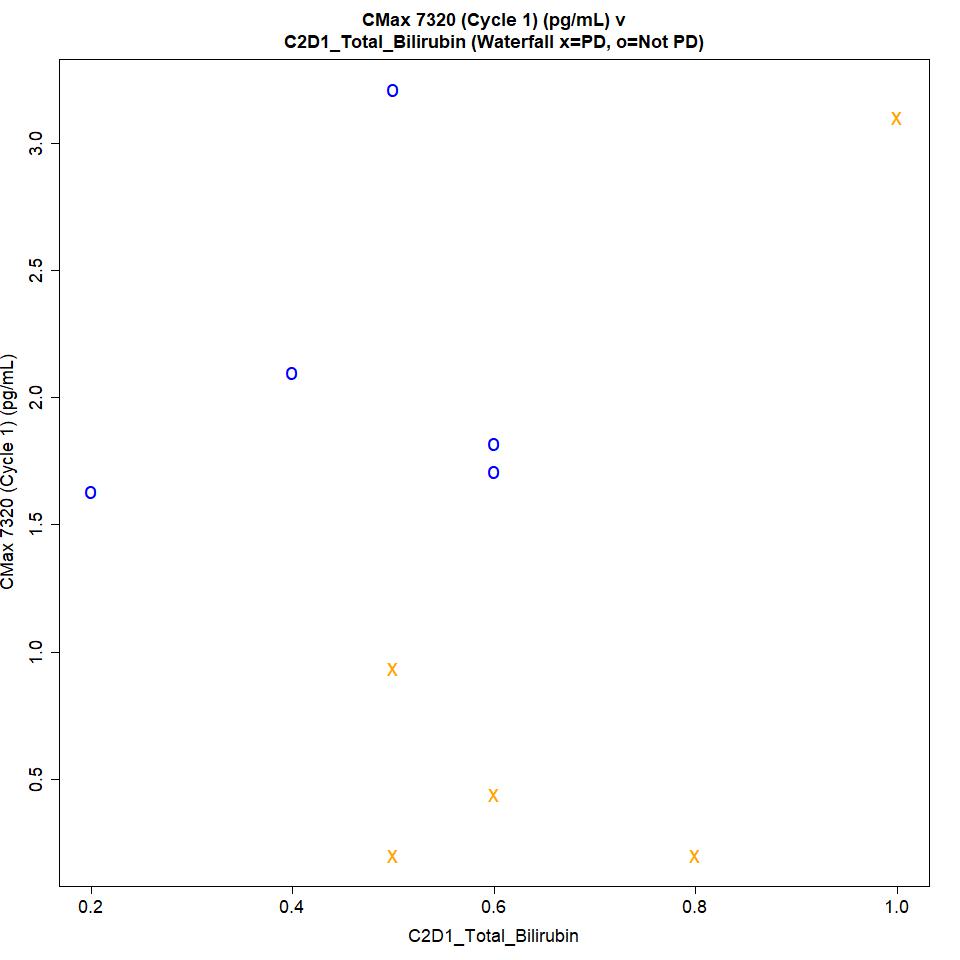 CMax 7320 (Cycle 1) (pg/mL) v
C2D1_Total_Bilirubin (Waterfall x=PD, o=Not PD)
CMax 7320 (Cycle 1) (pg/mL)
3.0
2.5
2.0
1.5
1.0
0.5
0.2 0.4 0.6 0.8 1.0
C2D1_Total_Bilirubin